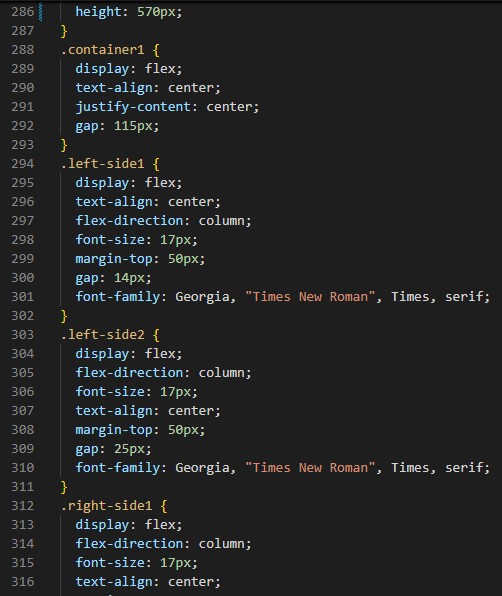 286 height: 570px;
287 }
288 .container1 {
289 display: flex;
290 text-align: center;
291 justify-content: center;
292 gap: 115px;
293 }
294 .left-side1 {
295 display: flex;
296 text-align: center;
297 flex-direction: column;
298 font-size: 17px;
299 margin-top: 50px;
300 gap: 14px;
301 font-family: Georgia, "Times New Roman", Times, serif;
302 }
303 .left-side2 {
304 display: flex;
305 flex-direction: column;
306 font-size: 17px;
307 text-align: center;
308 margin-top: 50px;
309 gap: 25px;
310 font-family: Georgia, "Times New Roman", Times, serif;
311 }
312 .right-side1 {
313 display: flex;
314 flex-direction: column;
315 font-size: 17px;
316 text-align: center;